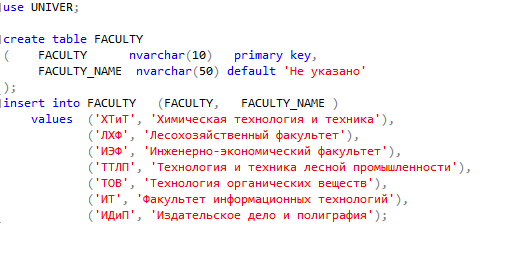 use UNIVER;
create table FACULTY
( FACULTY nvarchar(10) primary key,
FACULTY_NAME nvarchar(50) default 'Не указано'
);
insert into FACULTY (FACULTY, FACULTY_NAME )
values ('ХТиТ', 'Химическая технология и техника'),
('ЛХФ', 'Лесохозяйственный факультет'),
('ИЭФ', 'Инженерно-экономический факультет'),
('ТТЛП', 'Технология и техника лесной промышленности'),
('ТОВ', 'Технология органических веществ'),
('ИТ', 'Факультет информационных технологий'),
('ИДиП', 'Издательское дело и полиграфия');